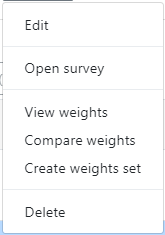 Edit
Open survey
View weights
Compare weights
Create weights set
Delete